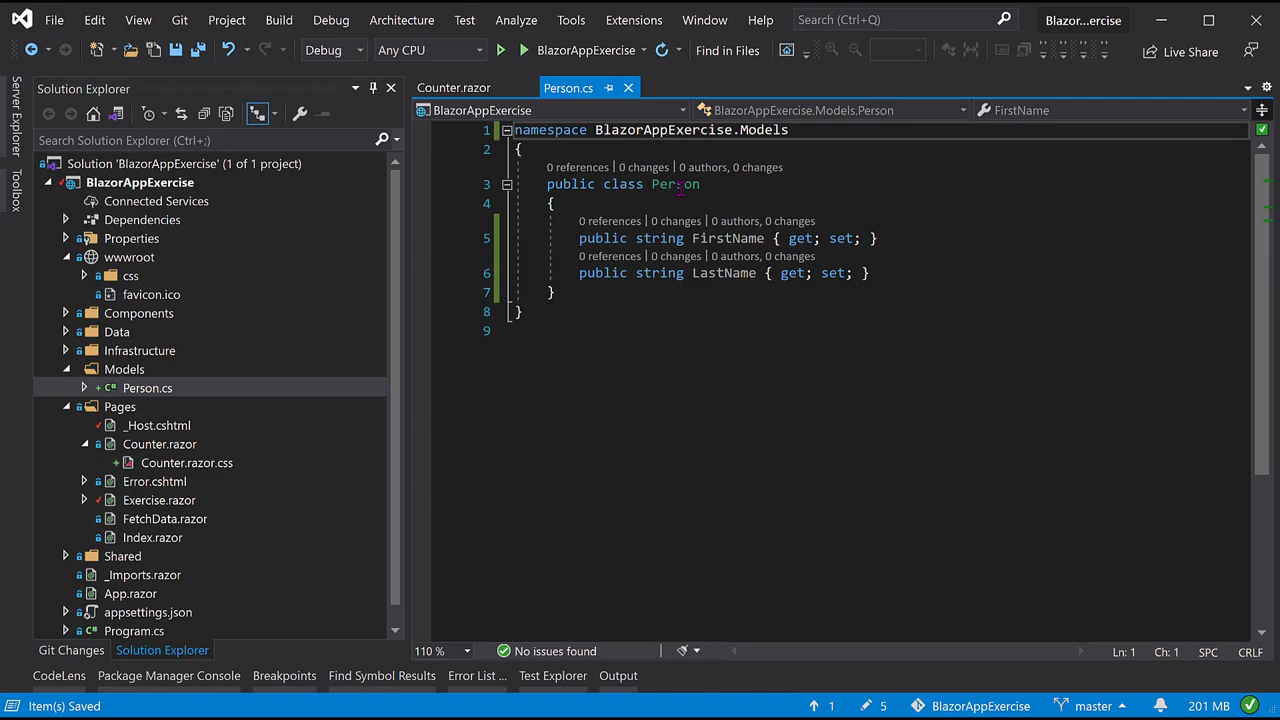 File Edit View Git Project Build Debug Architecture Test Analyze Tools Extensions Window Help Search (Ctrl+Q) Blazor...ercise
Debug Any CPU BlazorAppExercise Find in Files Live Share
Server Explorer
Toolbox
Solution Explorer
Search Solution Explorer (Ctrl+;)
Solution 'BlazorAppExercise' (1 of 1 project)
BlazorAppExercise
Connected Services
Dependencies
Properties
wwwroot
css
favicon.ico
Components
Data
Infrastructure
Models
C# Person.cs
Pages
_Host.cshtml
Counter.razor
Counter.razor.css
Error.cshtml
Exercise.razor
FetchData.razor
Index.razor
Shared
_Imports.razor
App.razor
appsettings.json
C# Program.cs
Git Changes Solution Explorer
Counter.razor Person.cs
BlazorAppExercise BlazorAppExercise.Models.Person FirstName
1 namespace BlazorAppExercise.Models
2 {
0 references | 0 changes | 0 authors, 0 changes
3 public class Person
4 {
0 references | 0 changes | 0 authors, 0 changes
5 public string FirstName { get; set; }
0 references | 0 changes | 0 authors, 0 changes
6 public string LastName { get; set; }
7 }
8 }
9
110 % No issues found Ln: 1 Ch: 1 SPC CRLF
CodeLens Package Manager Console Breakpoints Find Symbol Results Error List ... Test Explorer Output
Item(s) Saved 1 5 BlazorAppExercise master 201 MB